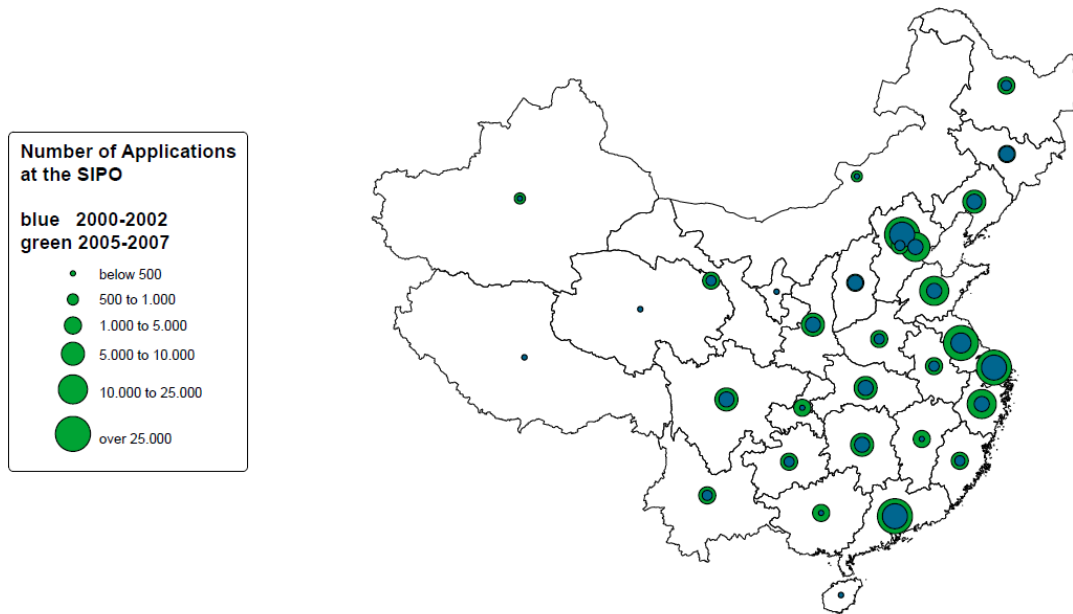 Number of Applications
at the SIPO
blue 2000-2002
green 2005-2007
below 500
500 to 1.000
1.000 to 5.000
5.000 to 10.000
10.000 to 25.000
over 25.000